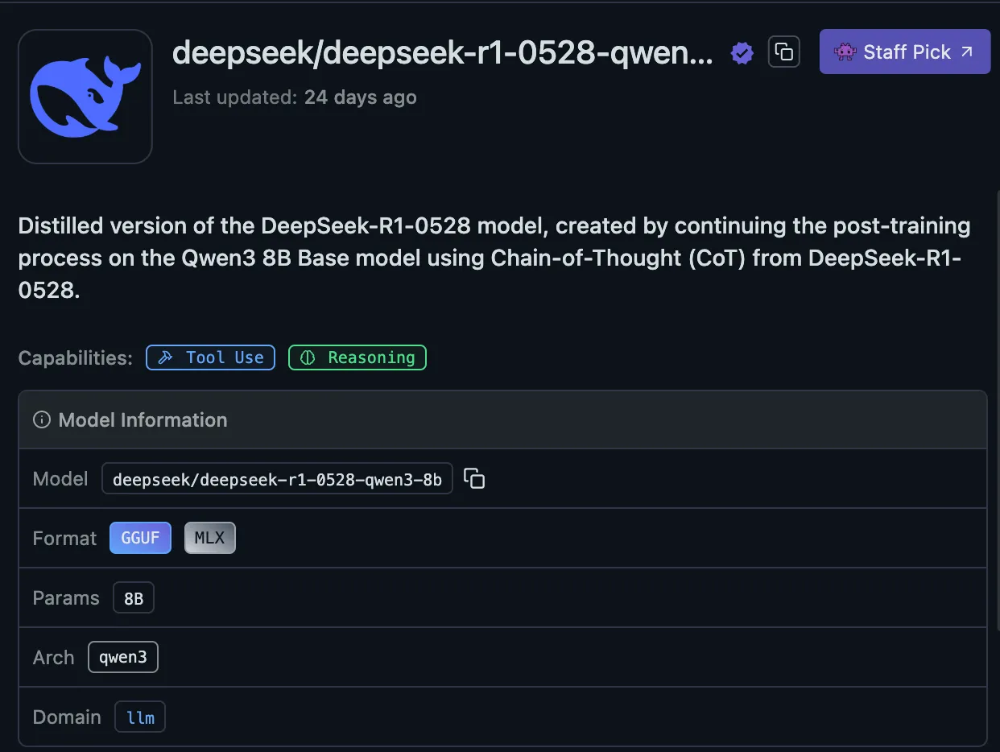 deepseek/deepseek-r1-0528-qwen...
Staff Pick
Last updated: 24 days ago
Distilled version of the DeepSeek-R1-0528 model, created by continuing the post-training
process on the Qwen3 8B Base model using Chain-of-Thought (CoT) from DeepSeek-R1-
0528.
Capabilities: Tool Use Reasoning
Model Information
Model deepseek/deepseek-r1-0528-qwen3-8b
Format GGUF MLX
Params 8B
Arch qwen3
Domain llm